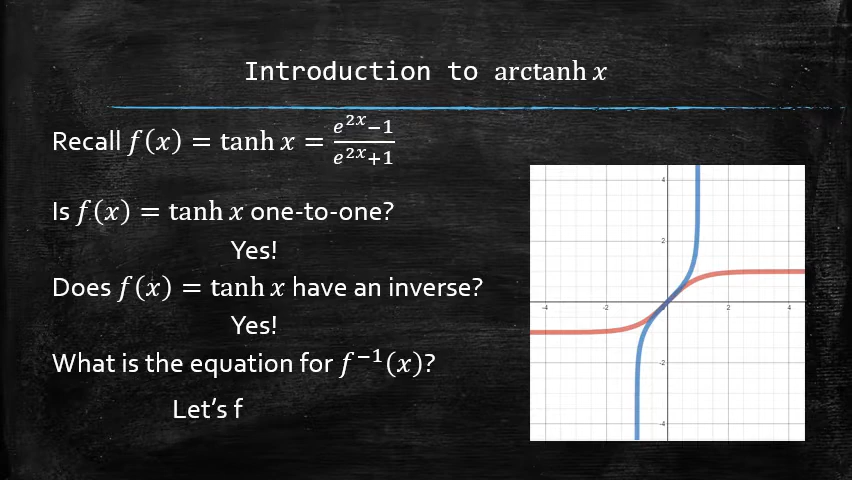 Introduction to arctanh x
Recall f(x) = tanh x = (e^{2x}−1)/(e^{2x}+1)
Is f(x) = tanh x one-to-one?
Yes!
Does f(x) = tanh x have an inverse?
Yes!
What is the equation for f⁻¹(x)?
Let's f
4
2
-4
-2
0
2
4
-2
-4